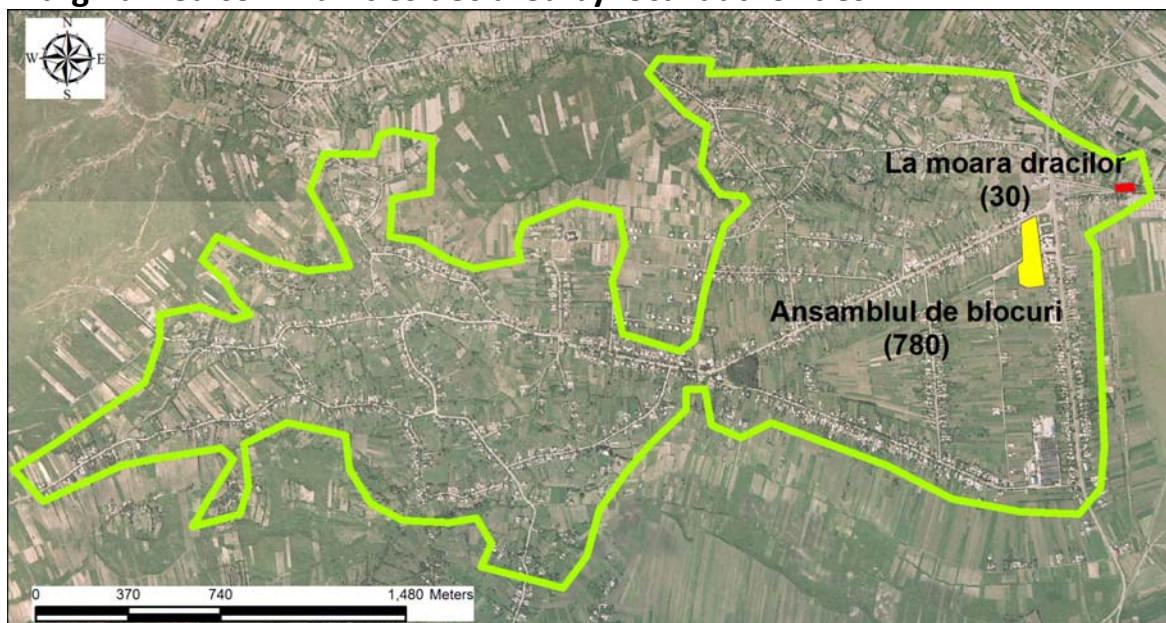 N
W E
S
La moara dracilor
(30)
Ansamblul de blocuri
(780)
0 370 740 1,480 Meters